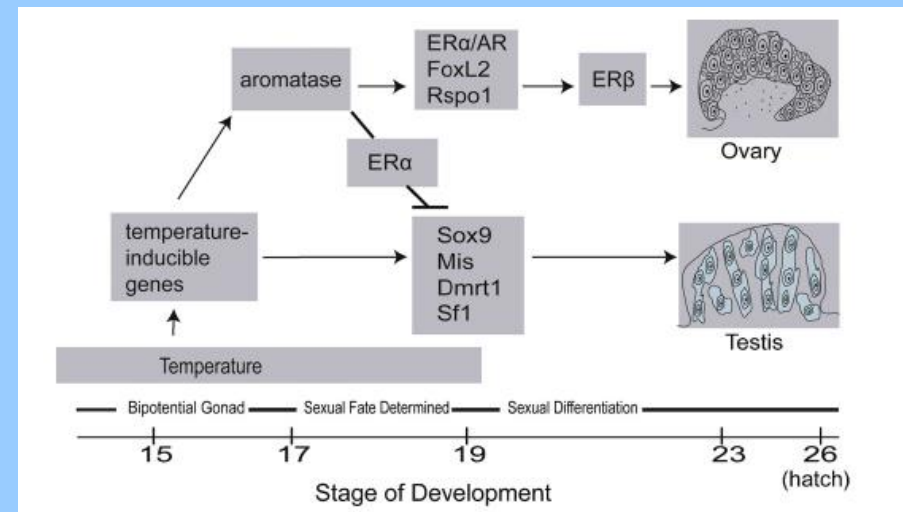 aromatase
ERα/AR
FoxL2
Rspo1
ERβ
Ovary
ERα
temperature-
inducible
genes
Sox9
Mis
Dmrt1
Sf1
Testis
Temperature
Bipotential Gonad
Sexual Fate Determined
Sexual Differentiation
15 17 19 23 26
(hatch)
Stage of Development